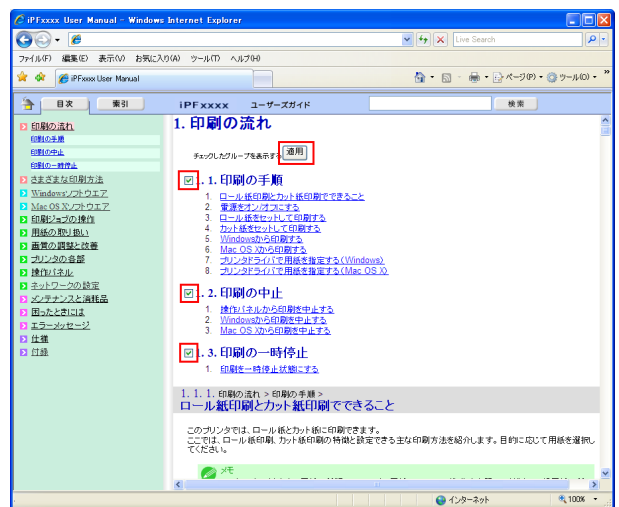 iPFxxxx User Manual - Windows Internet Explorer
Live Search
ファイル(F) 編集(E) 表示(V) お気に入り(A) ツール(T) ヘルプ(H)
iPFxxxx User Manual
ページ(P) ツール(O)
目次 索引 iPFxxxx ユーザーズガイド 検索
印刷の流れ
印刷の手順
印刷の中止
印刷の一時停止
さまざまな印刷方法
Windowsソフトウエア
Mac OS Xソフトウエア
印刷ジョブの操作
用紙の取り扱い
画質の調整と改善
プリンタの各部
操作パネル
ネットワークの設定
メンテナンスと消耗品
困ったときには
エラーメッセージ
仕様
付録
1. 印刷の流れ
チェックしたグループを表示する 適用
1. 1. 印刷の手順
1. ロール紙印刷とカット紙印刷でできること
2. 電源をオン/オフにする
3. ロール紙をセットして印刷する
4. カット紙をセットして印刷する
5. Windowsから印刷する
6. Mac OS Xから印刷する
7. プリンタドライバで用紙を指定する(Windows)
8. プリンタドライバで用紙を指定する(Mac OS X)
1. 2. 印刷の中止
1. 操作パネルから印刷を中止する
2. Windowsから印刷を中止する
3. Mac OS Xから印刷を中止する
1. 3. 印刷の一時停止
1. 印刷を一時停止状態にする
1. 1. 1. 印刷の流れ > 印刷の手順 >
ロール紙印刷とカット紙印刷でできること
このプリンタでは、ロール紙とカット紙に印刷できます。
ここでは、ロール紙印刷、カット紙印刷の特徴と設定できる主な印刷方法を紹介します。目的に応じて用紙を選択し
てください。
メモ
インターネット 100%